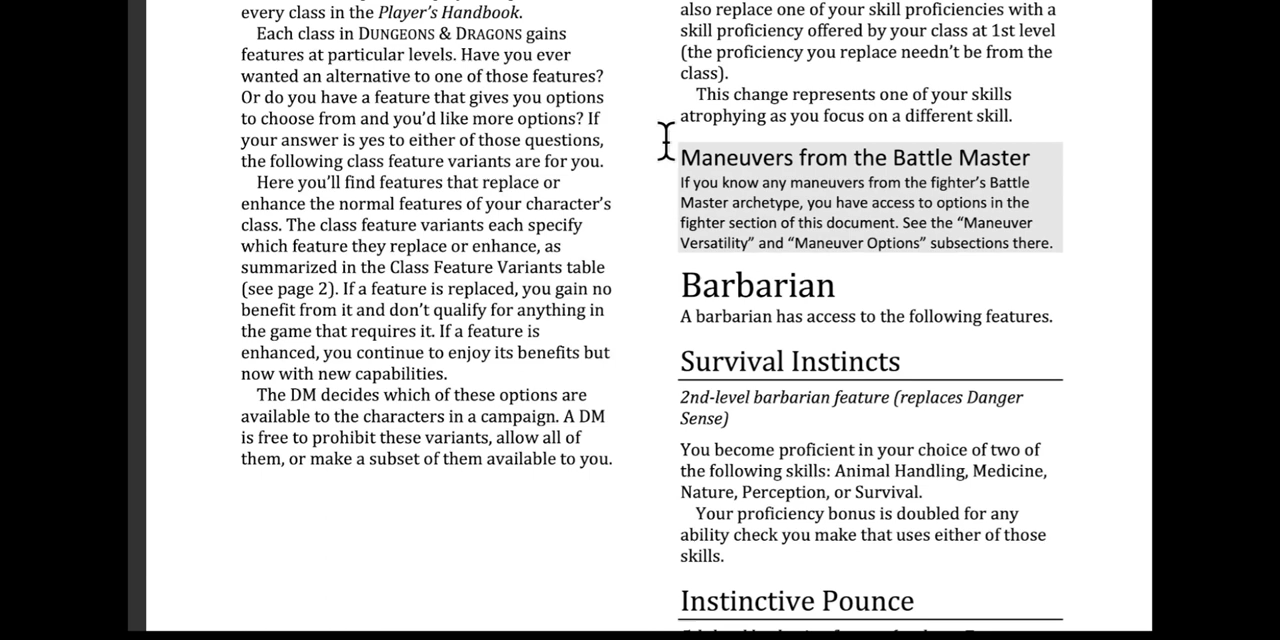 every class in the Player's Handbook.
Each class in DUNGEONS & DRAGONS gains
features at particular levels. Have you ever
wanted an alternative to one of those features?
Or do you have a feature that gives you options
to choose from and you'd like more options? If
your answer is yes to either of those questions,
the following class feature variants are for you.
Here you'll find features that replace or
enhance the normal features of your character's
class. The class feature variants each specify
which feature they replace or enhance, as
summarized in the Class Feature Variants table
(see page 2). If a feature is replaced, you gain no
benefit from it and don't qualify for anything in
the game that requires it. If a feature is
enhanced, you continue to enjoy its benefits but
now with new capabilities.
The DM decides which of these options are
available to the characters in a campaign. A DM
is free to prohibit these variants, allow all of
them, or make a subset of them available to you.
also replace one of your skill proficiencies with a
skill proficiency offered by your class at 1st level
(the proficiency you replace needn't be from the
class).
This change represents one of your skills
atrophying as you focus on a different skill.
Maneuvers from the Battle Master
If you know any maneuvers from the fighter's Battle
Master archetype, you have access to options in the
fighter section of this document. See the “Maneuver
Versatility” and “Maneuver Options” subsections there.
Barbarian
A barbarian has access to the following features.
Survival Instincts
2nd-level barbarian feature (replaces Danger
Sense)
You become proficient in your choice of two of
the following skills: Animal Handling, Medicine,
Nature, Perception, or Survival.
Your proficiency bonus is doubled for any
ability check you make that uses either of those
skills.
Instinctive Pounce